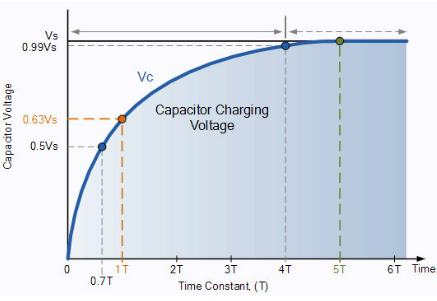 Vs
0.99Vs
Vc
Capacitor Charging
Voltage
0.63Vs
0.5Vs
Capacitor Voltage
0
1T
2T
3T
4T
5T
6T
Time
0.7T
Time Constant, (T)